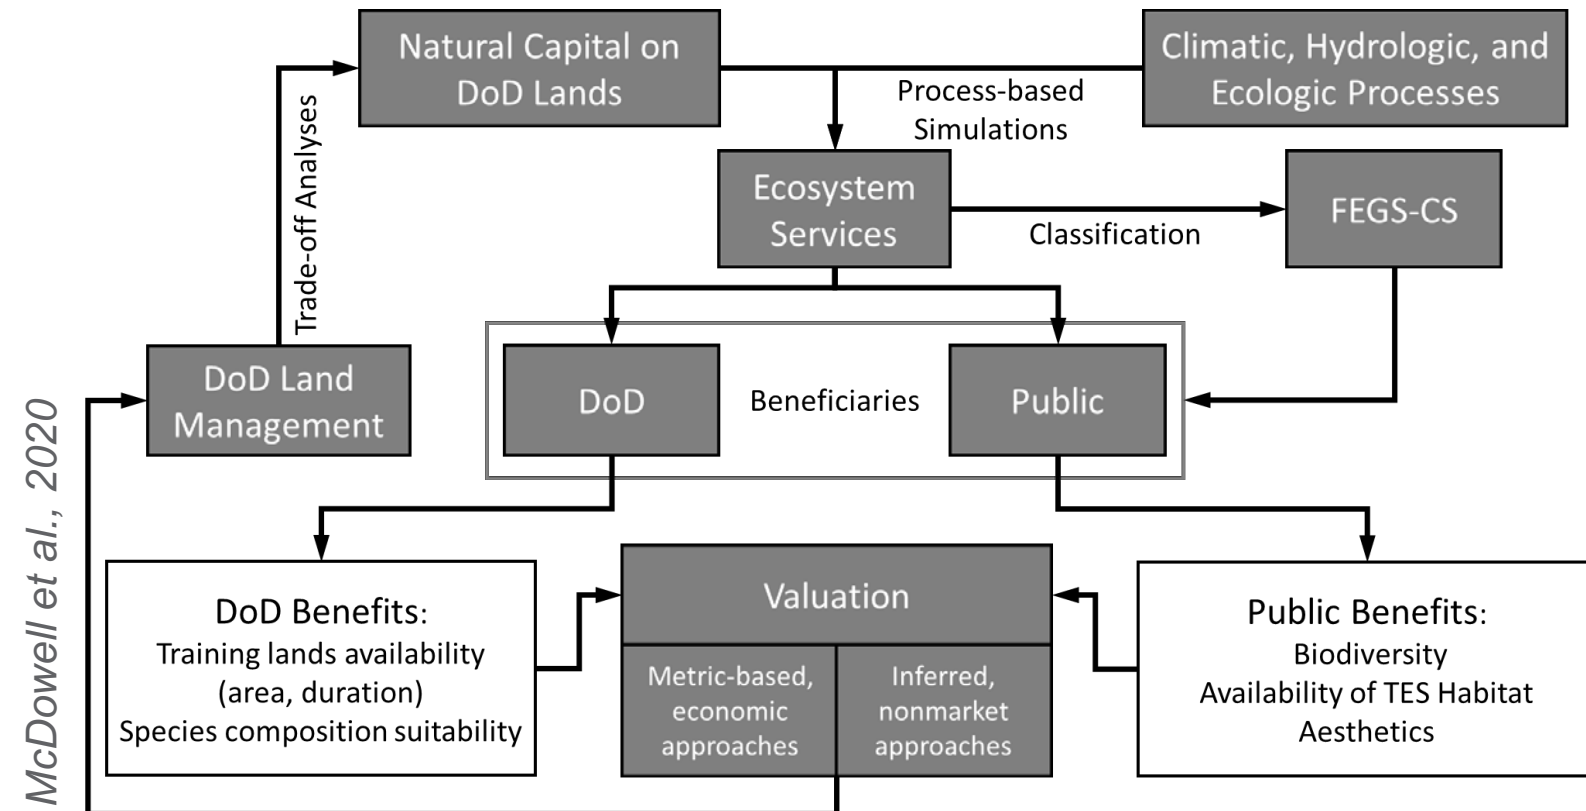 Natural Capital on
DoD Lands
Climatic, Hydrologic, and
Ecologic Processes
Process-based
Simulations
Trade-off Analyses
Ecosystem
Services
Classification
FEGS-CS
DoD Land
Management
DoD
Beneficiaries
Public
McDowell et al., 2020
DoD Benefits:
Training lands availability
(area, duration)
Species composition suitability
Valuation
Metric-based,
economic
approaches
Inferred,
nonmarket
approaches
Public Benefits:
Biodiversity
Availability of TES Habitat
Aesthetics